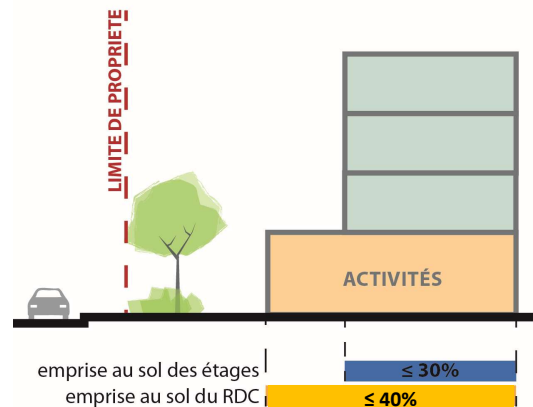 LIMITE DE PROPRIETE
ACTIVITÉS
emprise au sol des étages ≤ 30%
emprise au sol du RDC ≤ 40%